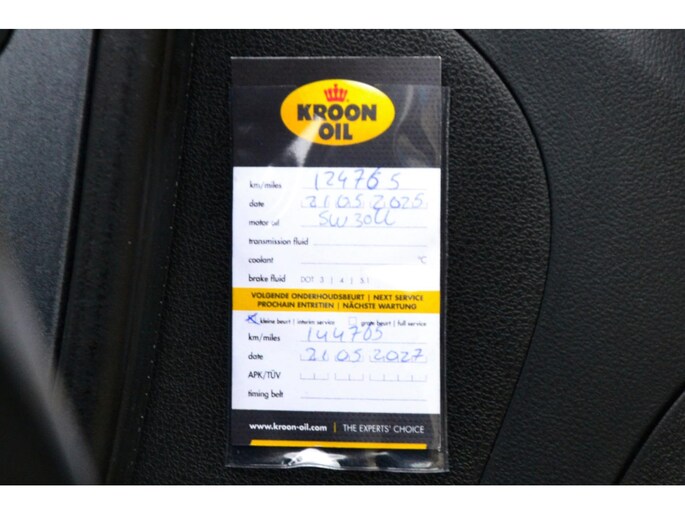 KROON
OIL
km/miles 124765
date 21 05 2025
motor oil 5W30LL
transmission fluid
coolant °C
brake fluid DOT 3 | 4 | 5.1
VOLGENDE ONDERHOUDSBEURT | NEXT SERVICE
PROCHAIN ENTRETIEN | NÄCHSTE WARTUNG
x kleine beurt | interim service grote beurt | full service
km/miles 144765
date 21 05 2027
APK/TÜV
timing belt
www.kroon-oil.com | THE EXPERTS' CHOICE